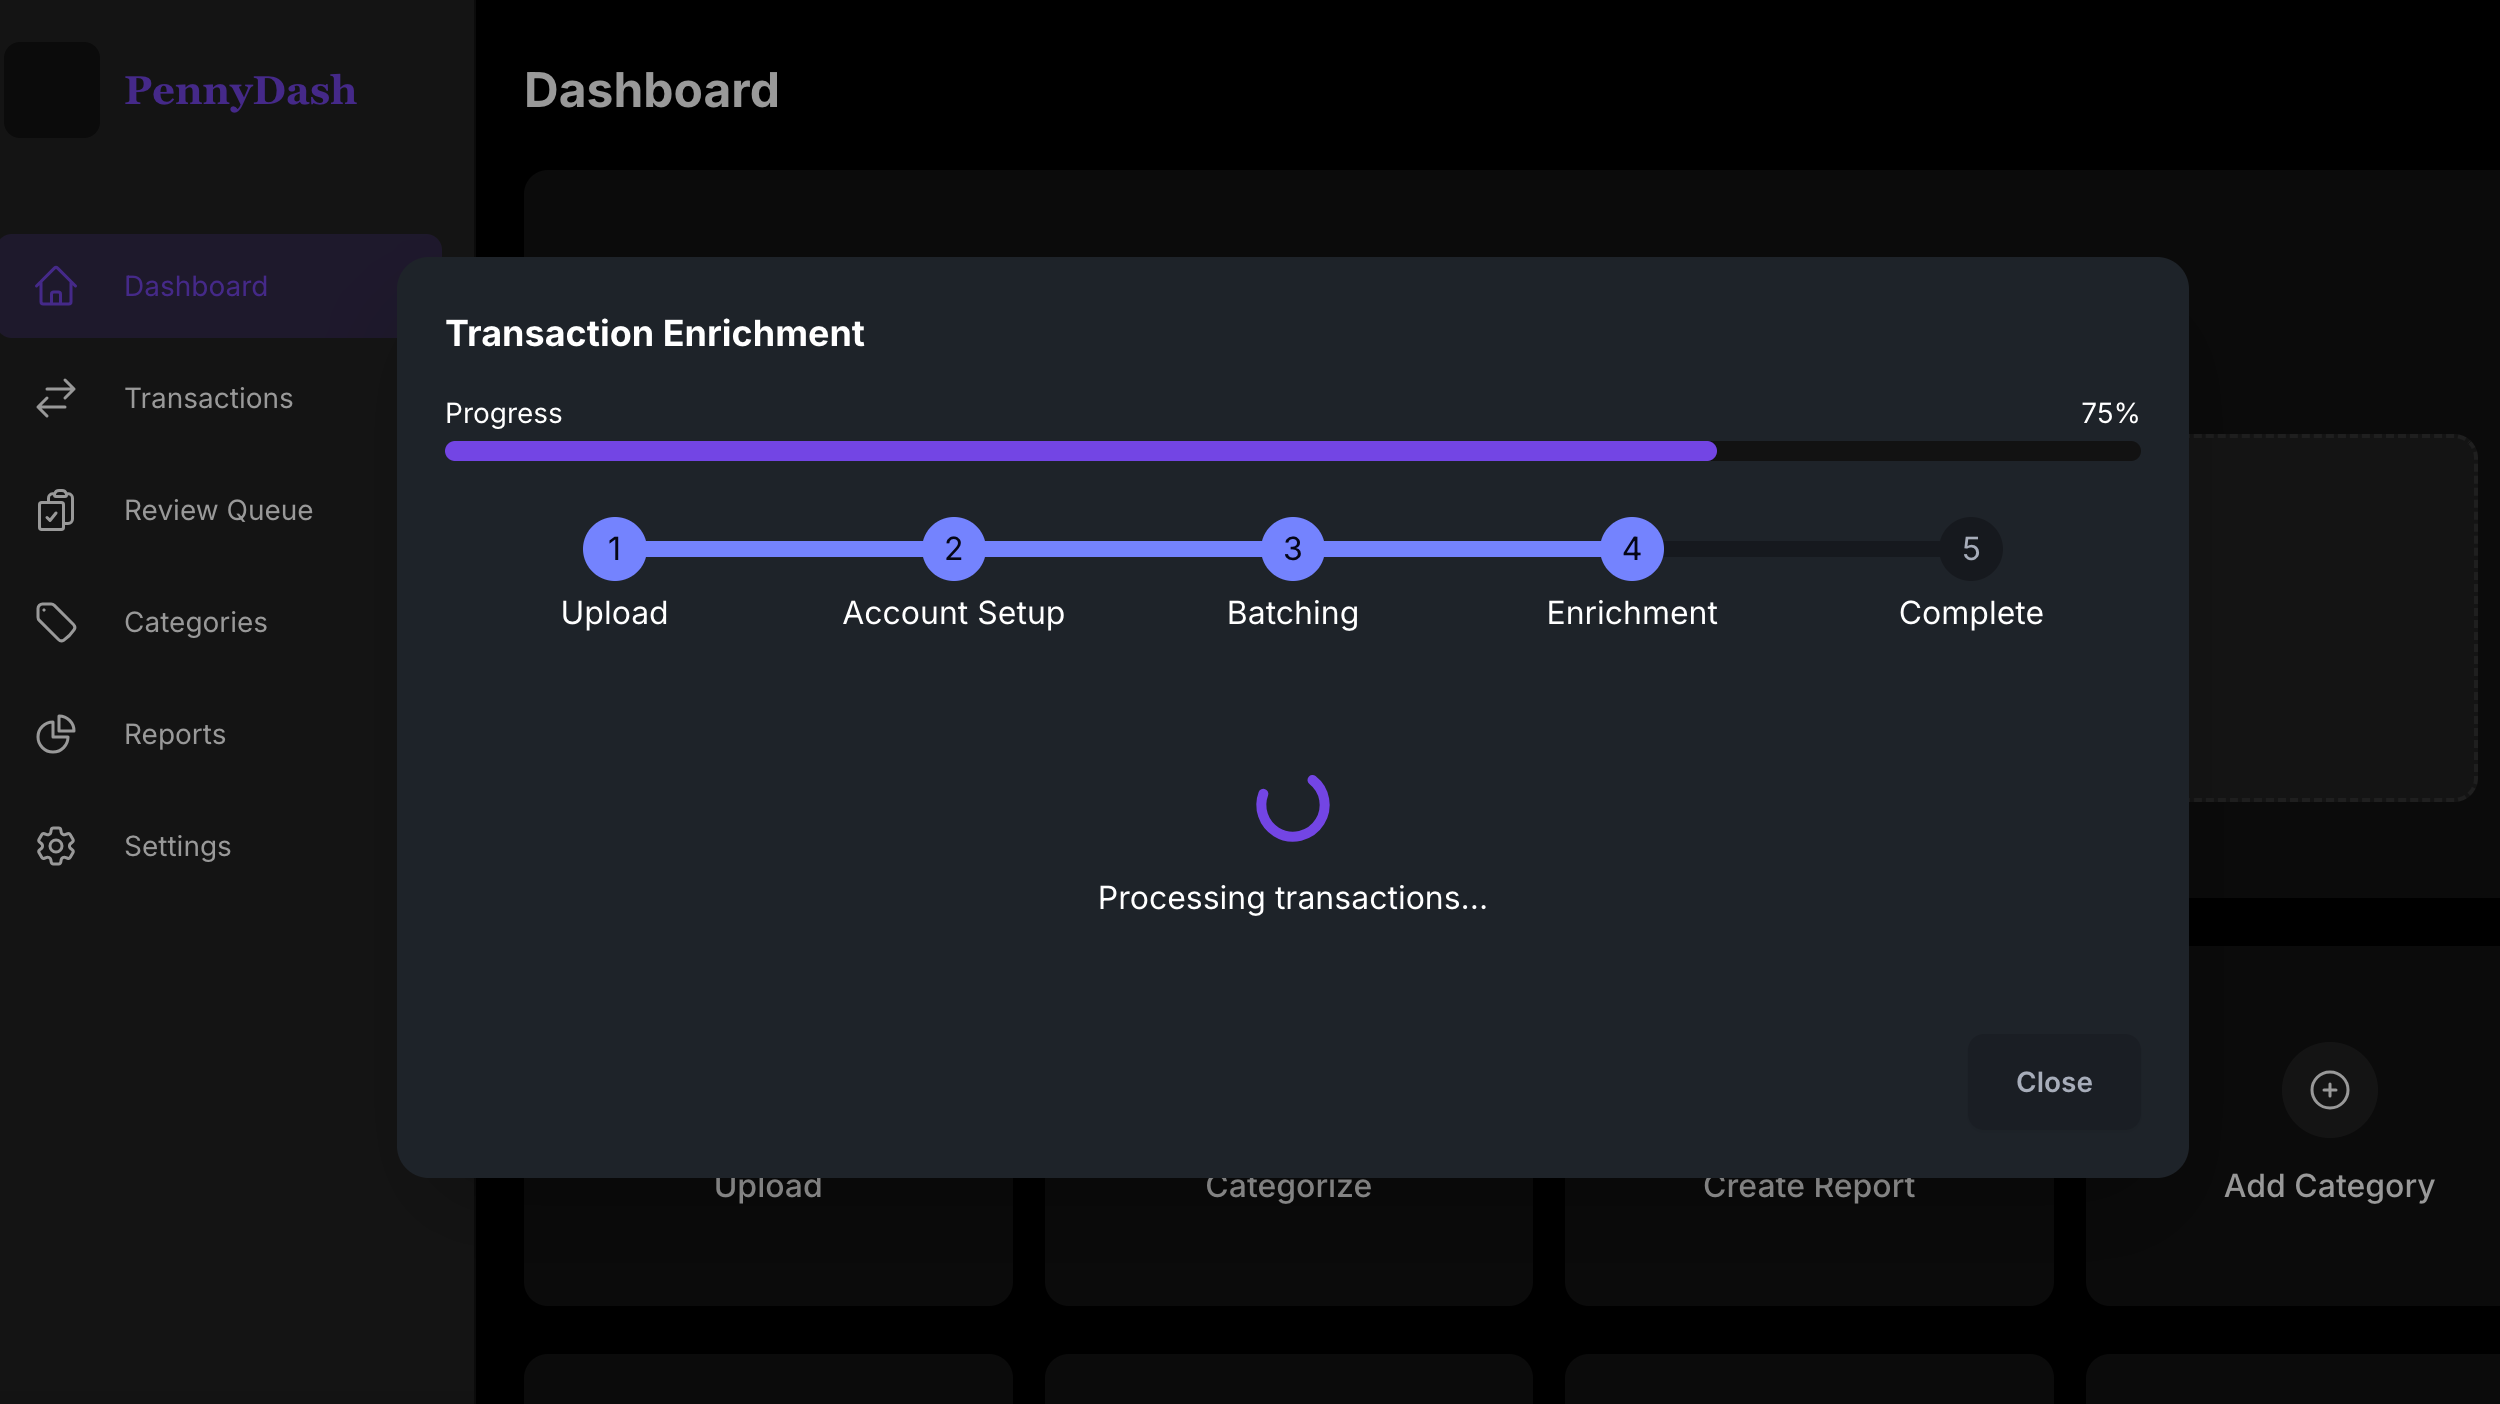 PennyDash
Dashboard
Dashboard
Transactions
Review Queue
Categories
Reports
Settings
Transaction Enrichment
Progress
75%
1
2
3
4
5
Upload
Account Setup
Batching
Enrichment
Complete
Processing transactions...
Close
Upload
Categorize
Create Report
Add Category